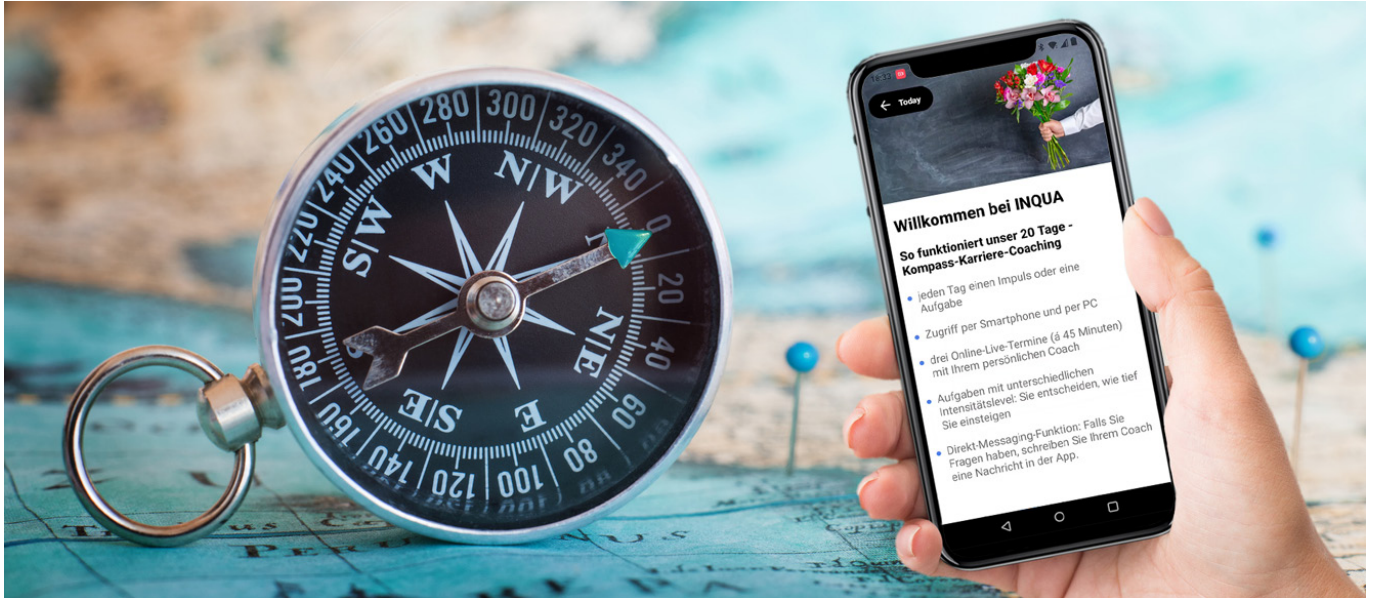 280
300
320
340
0
20
40
60
80
100
120
140
160
180
200
220
240
260
W
N|W
N|E
E
S|E
S
S|W
PERU
← Today
Willkommen bei INQUA
So funktioniert unser 20 Tage -
Kompass-Karriere-Coaching
jeden Tag einen Impuls oder eine
Aufgabe
Zugriff per Smartphone und per PC
drei Online-Live-Termine (á 45 Minuten)
mit Ihrem persönlichen Coach
Aufgaben mit unterschiedlichen
Intensitätslevel: Sie entscheiden, wie tief
Sie einsteigen
Direkt-Messaging-Funktion: Falls Sie
Fragen haben, schreiben Sie Ihrem Coach
eine Nachricht in der App.